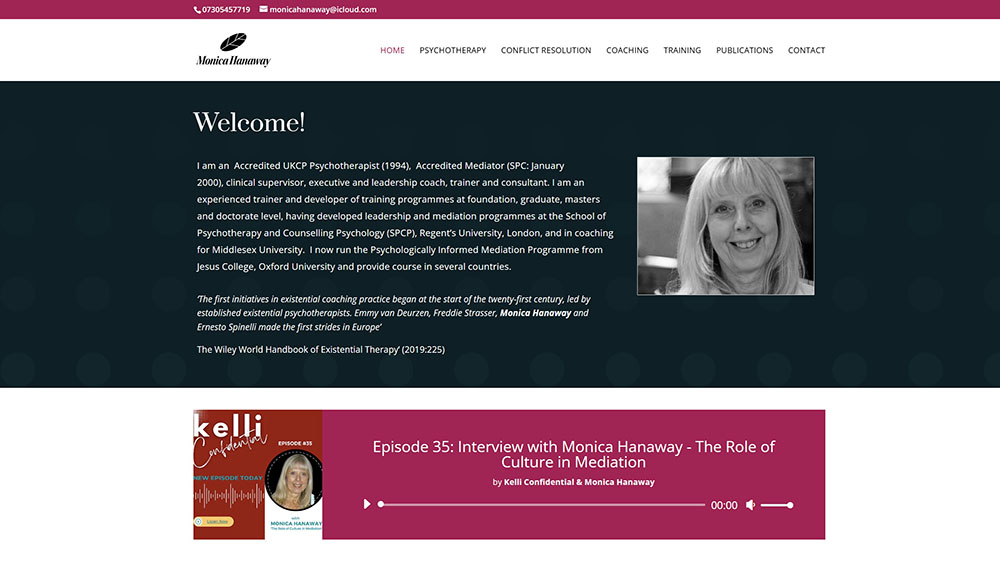 07305457719 monicahanaway@icloud.com
Monica Hanaway
HOME PSYCHOTHERAPY CONFLICT RESOLUTION COACHING TRAINING PUBLICATIONS CONTACT
Welcome!
I am an Accredited UKCP Psychotherapist (1994), Accredited Mediator (SPC: January
2000), clinical supervisor, executive and leadership coach, trainer and consultant. I am an
experienced trainer and developer of training programmes at foundation, graduate, masters
and doctorate level, having developed leadership and mediation programmes at the School of
Psychotherapy and Counselling Psychology (SPCP), Regent's University, London, and in coaching
for Middlesex University. I now run the Psychologically Informed Mediation Programme from
Jesus College, Oxford University and provide course in several countries.
'The first initiatives in existential coaching practice began at the start of the twenty-first century, led by
established existential psychotherapists. Emmy van Deurzen, Freddie Strasser, Monica Hanaway and
Ernesto Spinelli made the first strides in Europe'
The Wiley World Handbook of Existential Therapy' (2019:225)
kelli
Confidential
EPISODE #35
NEW EPISODE TODAY
Listen Now
with
MONICA HANAWAY
The Role of Culture in Mediation
Episode 35: Interview with Monica Hanaway - The Role of
Culture in Mediation
by Kelli Confidential & Monica Hanaway
00:00